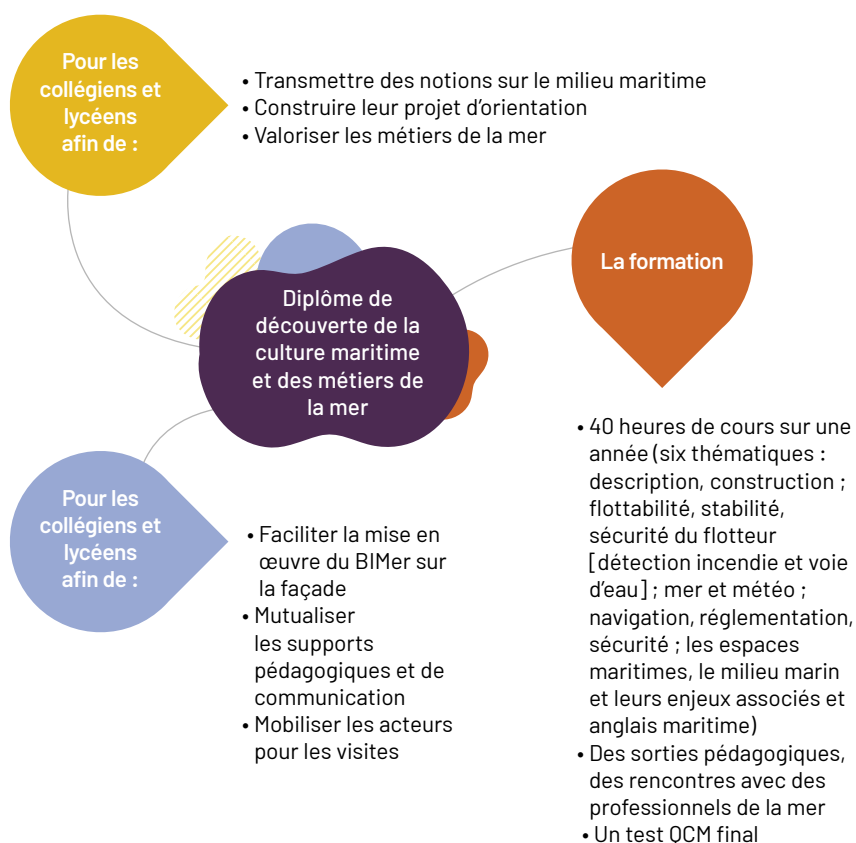 Pour les
collégiens et
lycéens
afin de :
• Transmettre des notions sur le milieu maritime
• Construire leur projet d'orientation
• Valoriser les métiers de la mer
La formation
Diplôme de
découverte de la
culture maritime
et des métiers de
la mer
Pour les
collégiens et
lycéens
afin de :
• Faciliter la mise en
œuvre du BIMer sur
la façade
• Mutualiser
les supports
pédagogiques et de
communication
• Mobiliser les acteurs
pour les visites
• 40 heures de cours sur une
année (six thématiques :
description, construction ;
flottabilité, stabilité,
sécurité du flotteur
[détection incendie et voie
d'eau] ; mer et météo ;
navigation, réglementation,
sécurité ; les espaces
maritimes, le milieu marin
et leurs enjeux associés et
anglais maritime)
• Des sorties pédagogiques,
des rencontres avec des
professionnels de la mer
• Un test QCM final